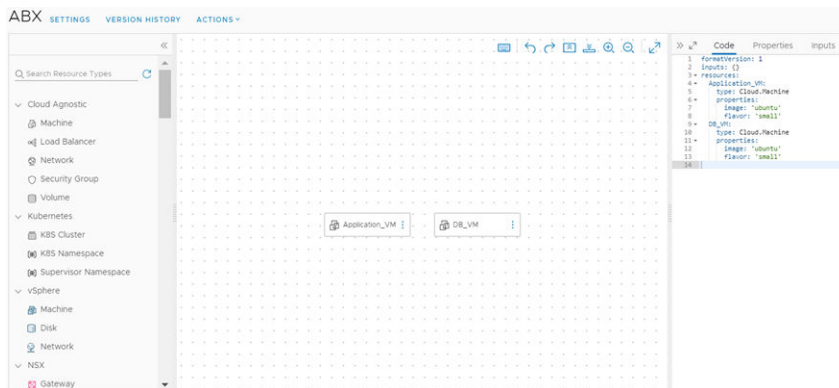 ABX SETTINGS VERSION HISTORY ACTIONS
Search Resource Types
Cloud Agnostic
Machine
Load Balancer
Network
Security Group
Volume
Kubernetes
K8S Cluster
K8S Namespace
Supervisor Namespace
vSphere
Machine
Disk
Network
NSX
Gateway
Application_VM
DB_VM
Code Properties Inputs
1 formatVersion: 1
2 inputs: {}
3 resources:
4 Application_VM:
5 type: Cloud.Machine
6 properties:
7 image: 'ubuntu'
8 flavor: 'small'
9 DB_VM:
10 type: Cloud.Machine
11 properties:
12 image: 'ubuntu'
13 flavor: 'small'
14